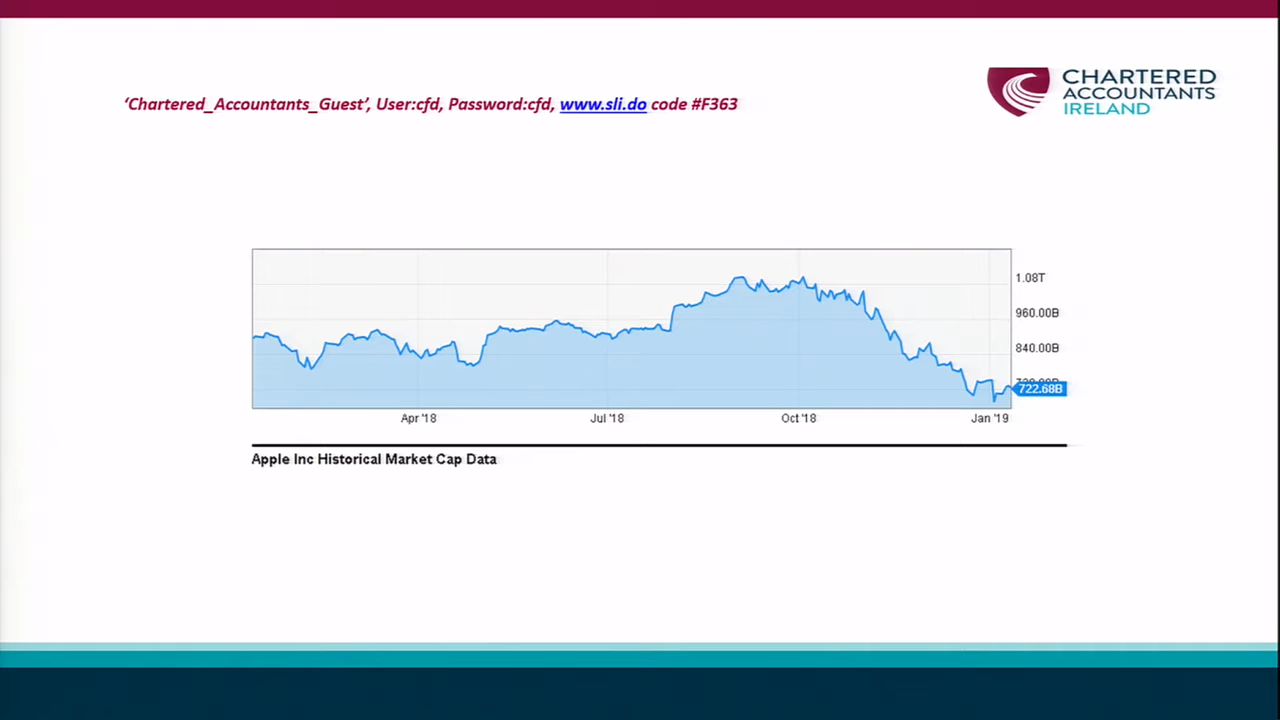 ‘Chartered_Accountants_Guest’, User:cfd, Password:cfd, www.sli.do code #F363
CHARTERED
ACCOUNTANTS
IRELAND
1.08T
960.00B
840.00B
722.68B
Apr '18
Jul '18
Oct '18
Jan '19
Apple Inc Historical Market Cap Data